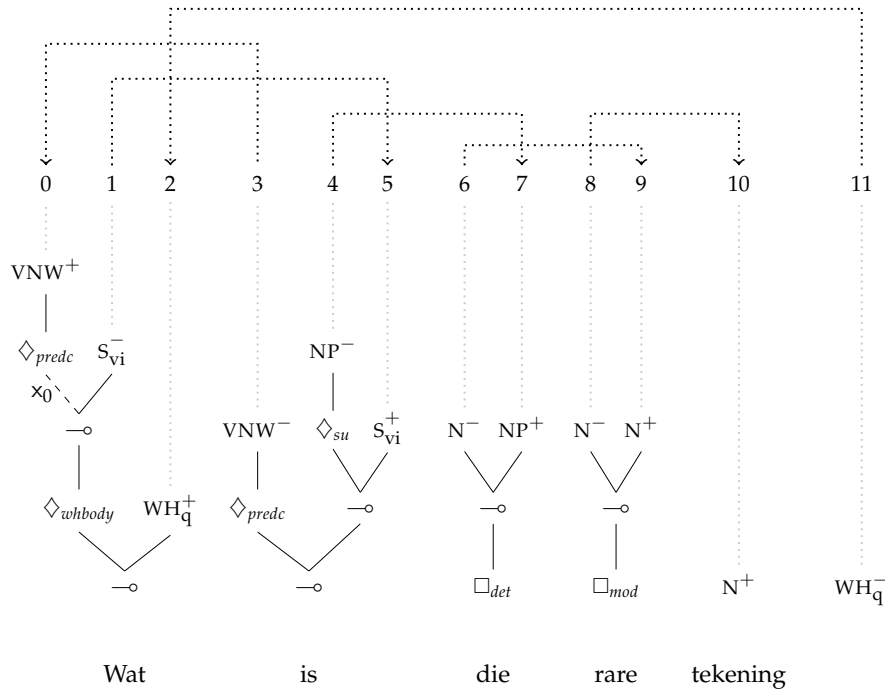 0 1 2 3 4 5 6 7 8 9 10 11
VNW⁺
◇predc S⁻vi NP⁻
x₀
⊸ VNW⁻ ◇su S⁺vi N⁻ NP⁺ N⁻ N⁺
◇whbody WH⁺q ◇predc ⊸ ⊸ ⊸
⊸ ⊸ □det □mod N⁺ WH⁻q
Wat is die rare tekening